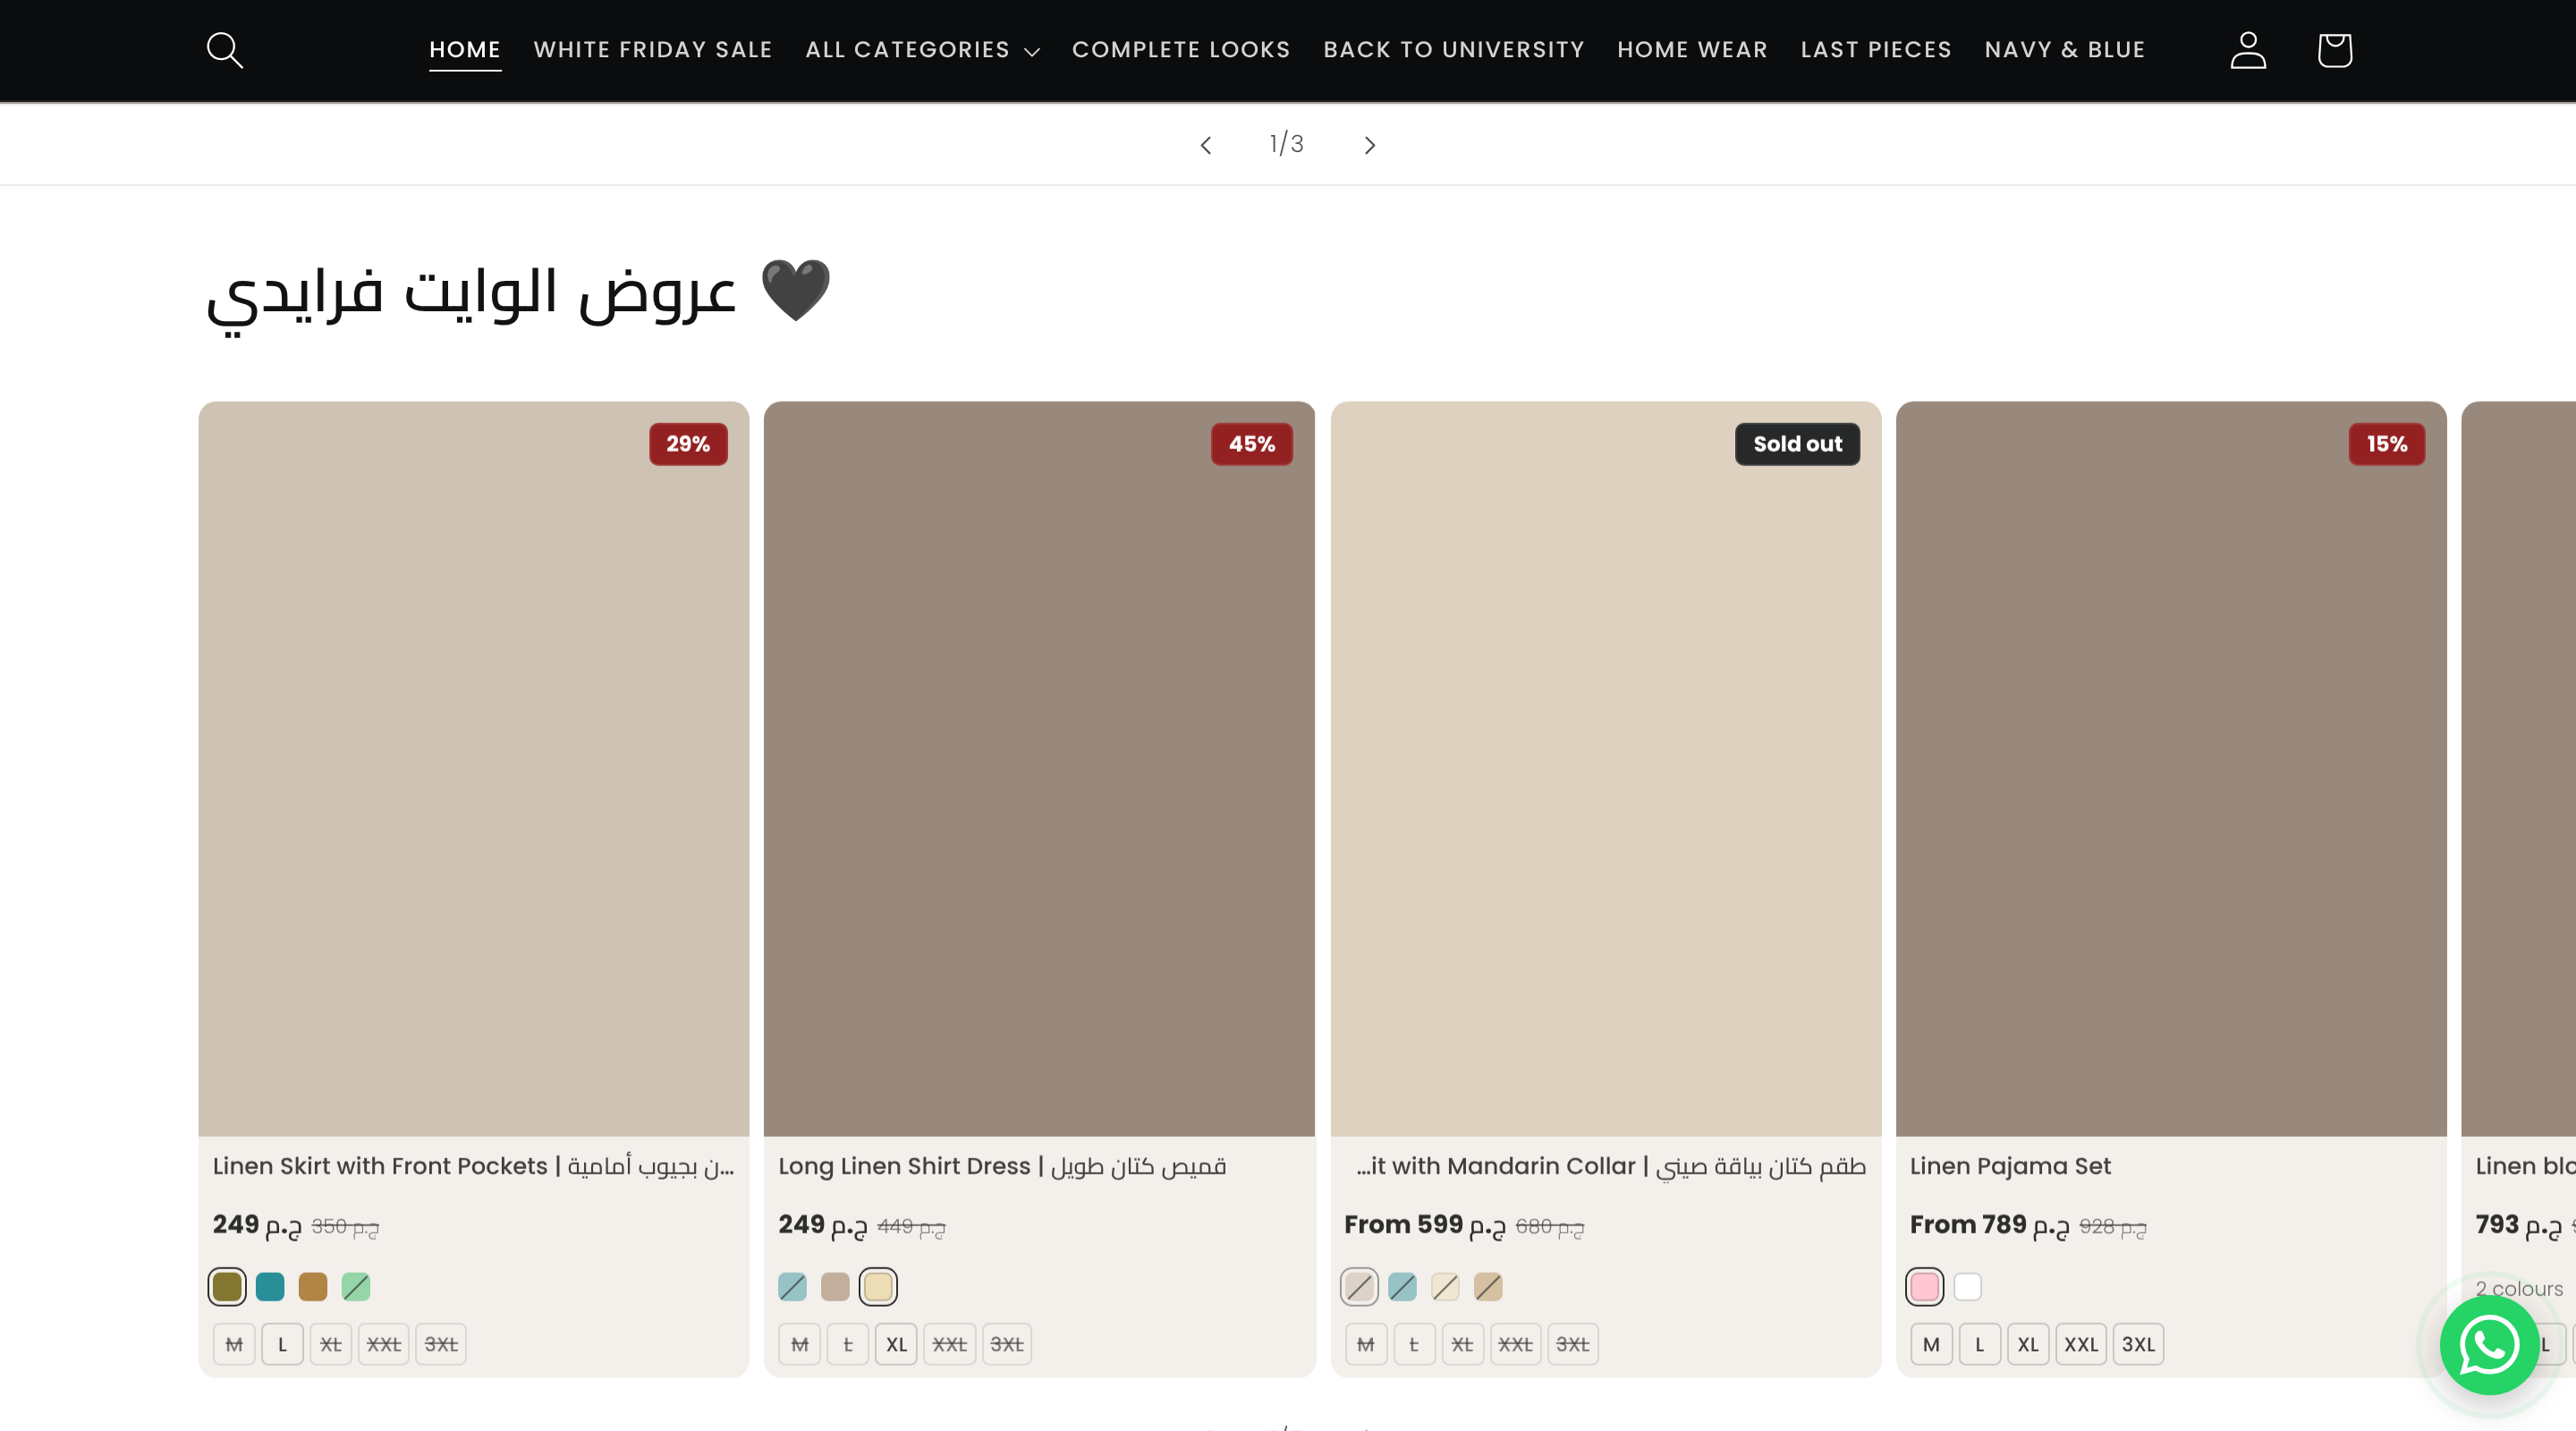 HOME WHITE FRIDAY SALE ALL CATEGORIES COMPLETE LOOKS BACK TO UNIVERSITY HOME WEAR LAST PIECES NAVY & BLUE
1/3
عروض الوايت فرايدي 🖤
29%
45%
Sold out
15%
Linen Skirt with Front Pockets | ن بجيوب أمامية...
249 ج.م 350 ج.م
M L XL XXL 3XL
Long Linen Shirt Dress | قميص كتان طويل
249 ج.م 449 ج.م
M L XL XXL 3XL
...it with Mandarin Collar | طقم كتان بياقة صيني
From 599 ج.م 680 ج.م
M L XL XXL 3XL
Linen Pajama Set
From 789 ج.م 928 ج.م
M L XL XXL 3XL
Linen
793 ج.م
2 colours
L